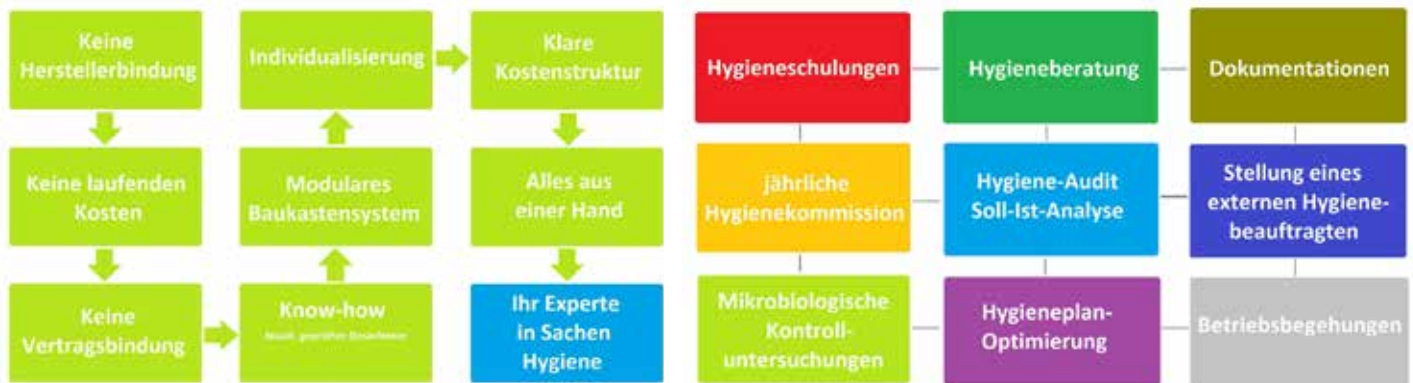 Keine
Herstellerbindung
Keine laufenden
Kosten
Keine
Vertragsbindung
Know-how
Modulares
Baukastensystem
Individualisierung
Klare
Kostenstruktur
Alles aus
einer Hand
Ihr Experte
in Sachen
Hygiene
Hygieneschulungen
Hygieneberatung
Dokumentationen
jährliche
Hygienekommission
Hygiene-Audit
Soll-Ist-Analyse
Stellung eines
externen Hygiene-
beauftragten
Mikrobiologische
Kontroll-
untersuchungen
Hygieneplan-
Optimierung
Betriebsbegehungen